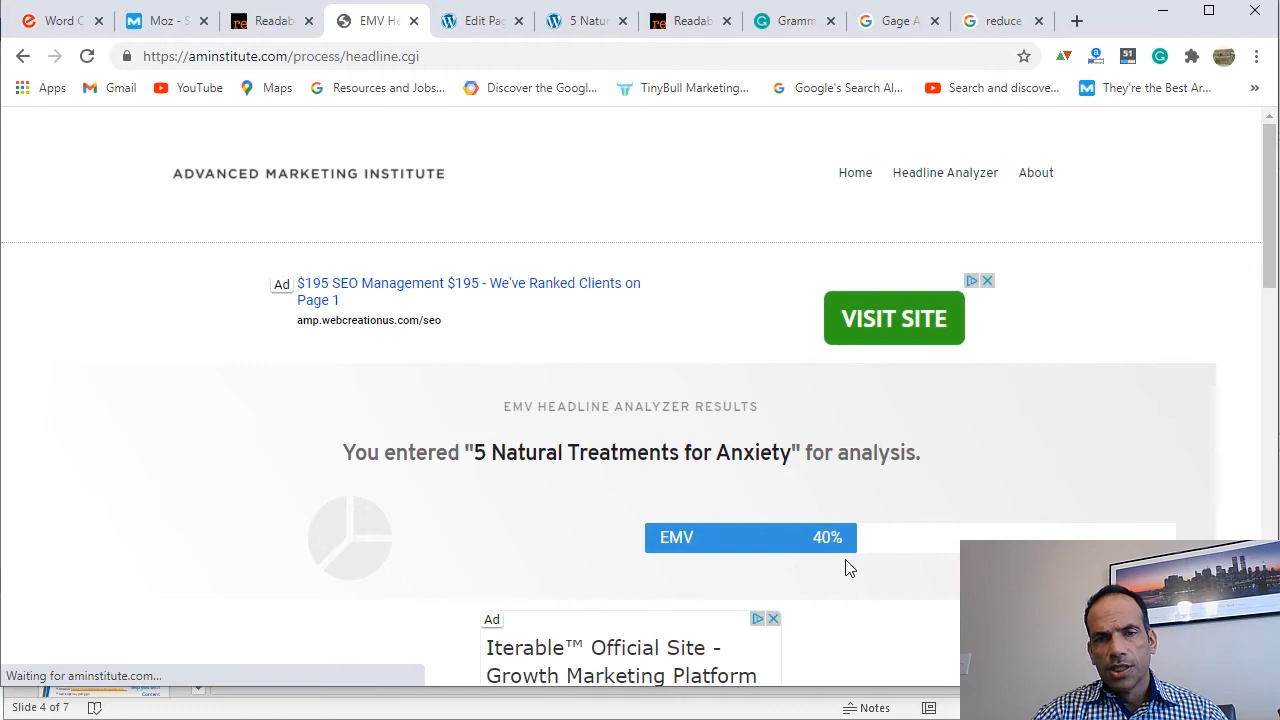 Word C
Moz - S
re
Readab
EMV He
Edit Pag
5 Natur
re
Readab
Gramm
Gage A
reduce
https://aminstitute.com/process/headline.cgi
51
Apps
Gmail
YouTube
Maps
Resources and Jobs...
Discover the Googl...
TinyBull Marketing...
Google's Search Al...
Search and discove...
They're the Best Ar...
»
ADVANCED MARKETING INSTITUTE
Home
Headline Analyzer
About
Ad
$195 SEO Management $195 - We've Ranked Clients on
Page 1
amp.webcreationus.com/seo
VISIT SITE
EMV HEADLINE ANALYZER RESULTS
You entered "5 Natural Treatments for Anxiety" for analysis.
EMV 40%
Ad
Iterable™ Official Site -
Growth Marketing Platform
Waiting for aminstitute.com...
Slide 4 of 7
Notes